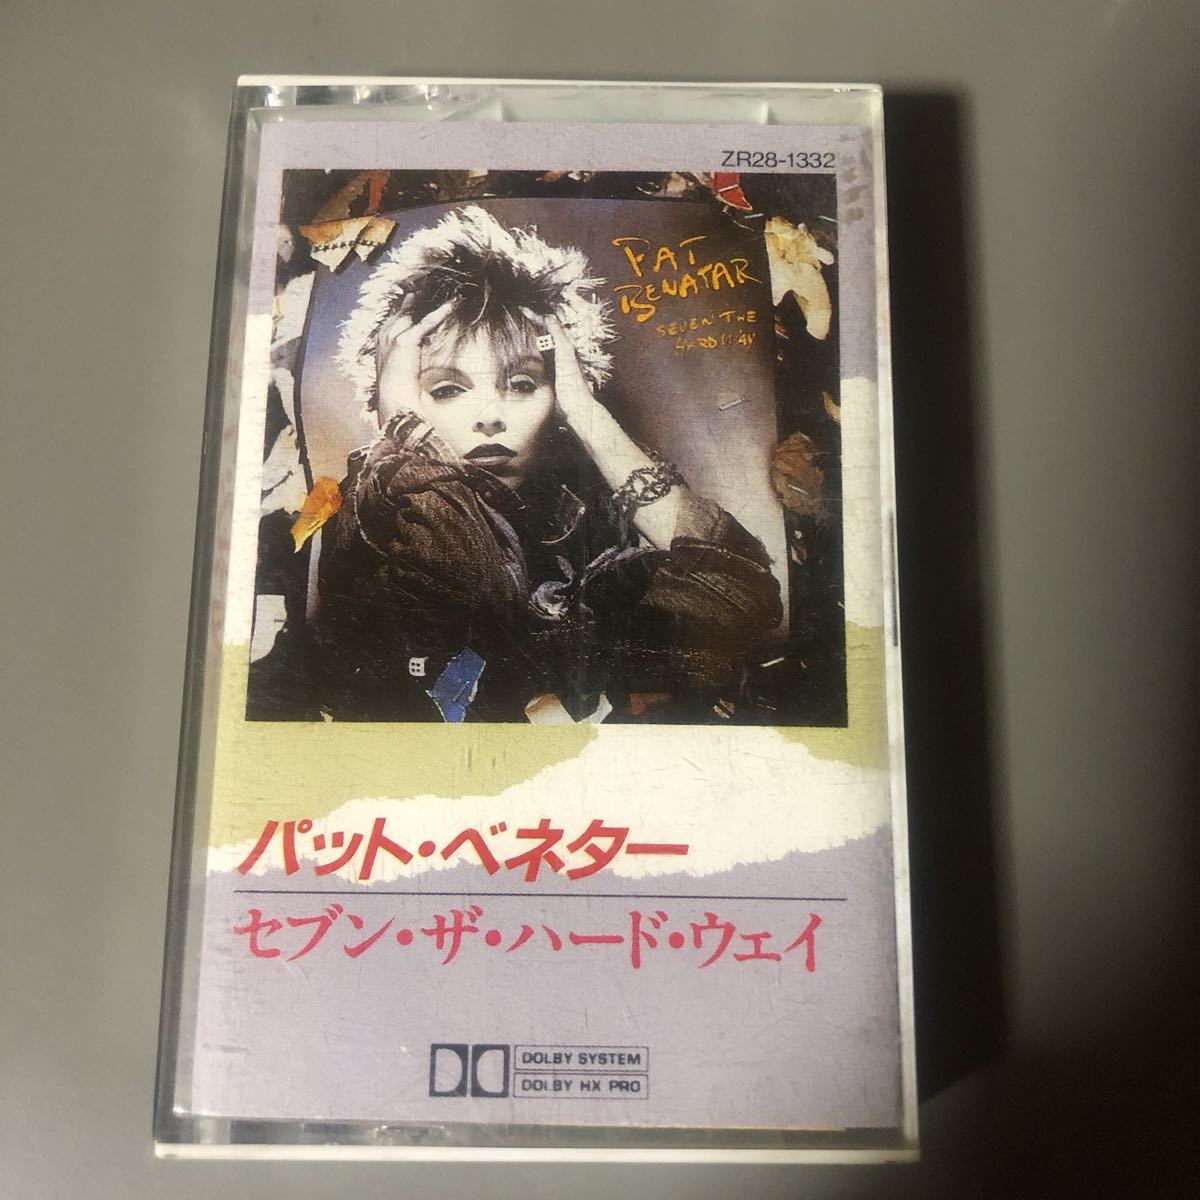 ZR28-1332
PAT
BENATAR
SEVEN THE
HARD WAY
パット・ベネター
セブン・ザ・ハード・ウェイ
DOLBY SYSTEM
DOLBY HX PRO